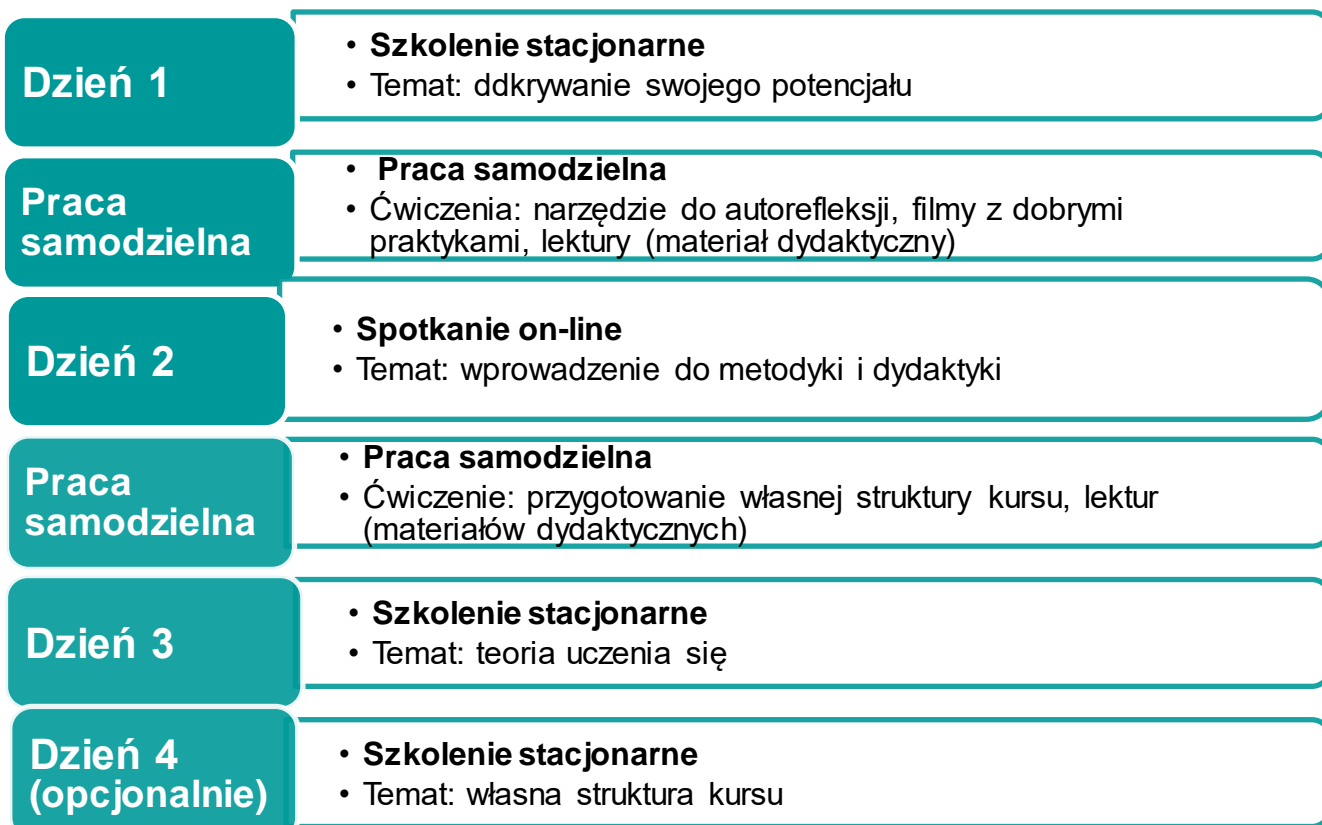 Dzień 1
• Szkolenie stacjonarne
• Temat: ddkrywanie swojego potencjału
Praca
samodzielna
• Praca samodzielna
• Ćwiczenia: narzędzie do autorefleksji, filmy z dobrymi
praktykami, lektury (materiał dydaktyczny)
Dzień 2
• Spotkanie on-line
• Temat: wprowadzenie do metodyki i dydaktyki
Praca
samodzielna
• Praca samodzielna
• Ćwiczenie: przygotowanie własnej struktury kursu, lektur
(materiałów dydaktycznych)
Dzień 3
• Szkolenie stacjonarne
• Temat: teoria uczenia się
Dzień 4
(opcjonalnie)
• Szkolenie stacjonarne
• Temat: własna struktura kursu